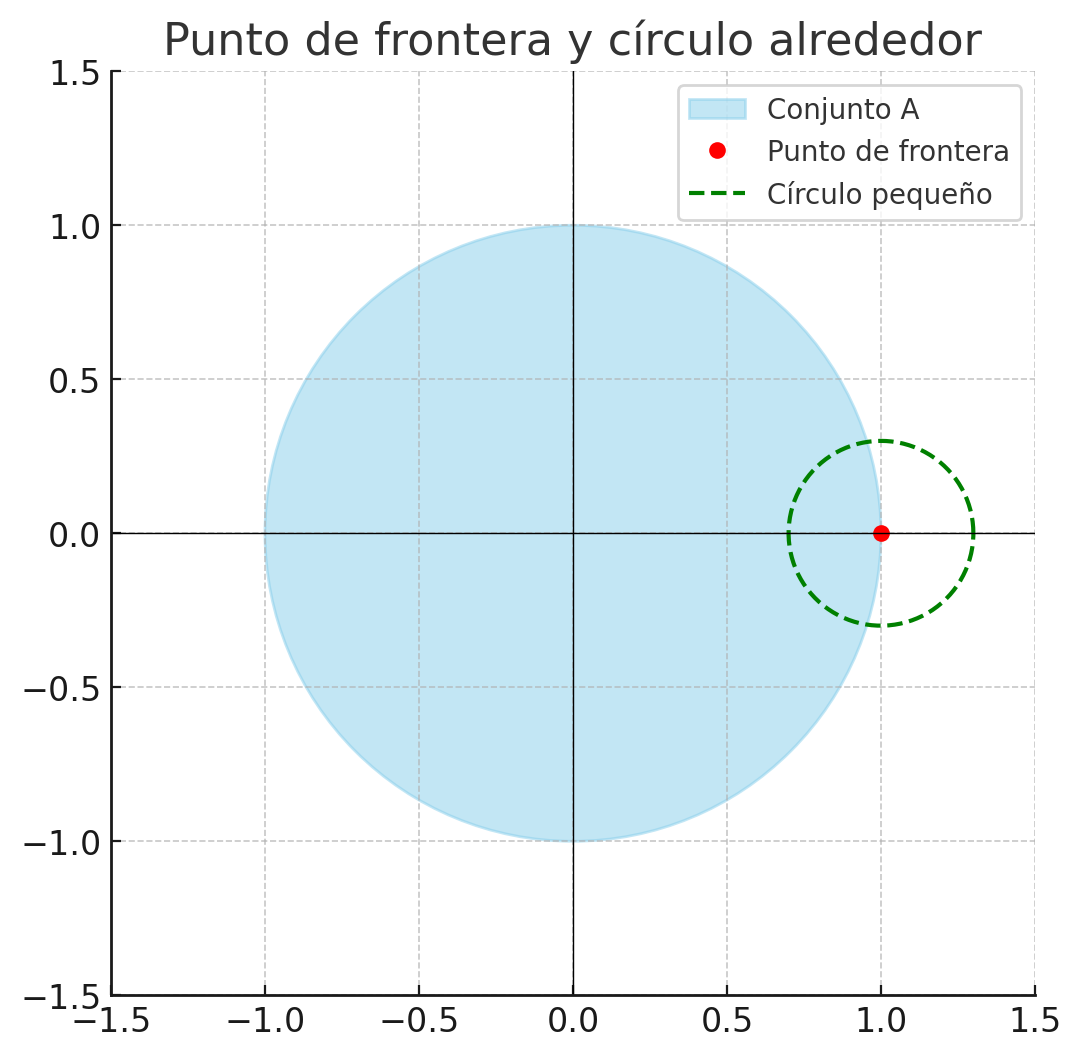 Punto de frontera y círculo alrededor
Conjunto A
Punto de frontera
Círculo pequeño
1.5
1.0
0.5
0.0
−0.5
−1.0
−1.5
−1.5 −1.0 −0.5 0.0 0.5 1.0 1.5